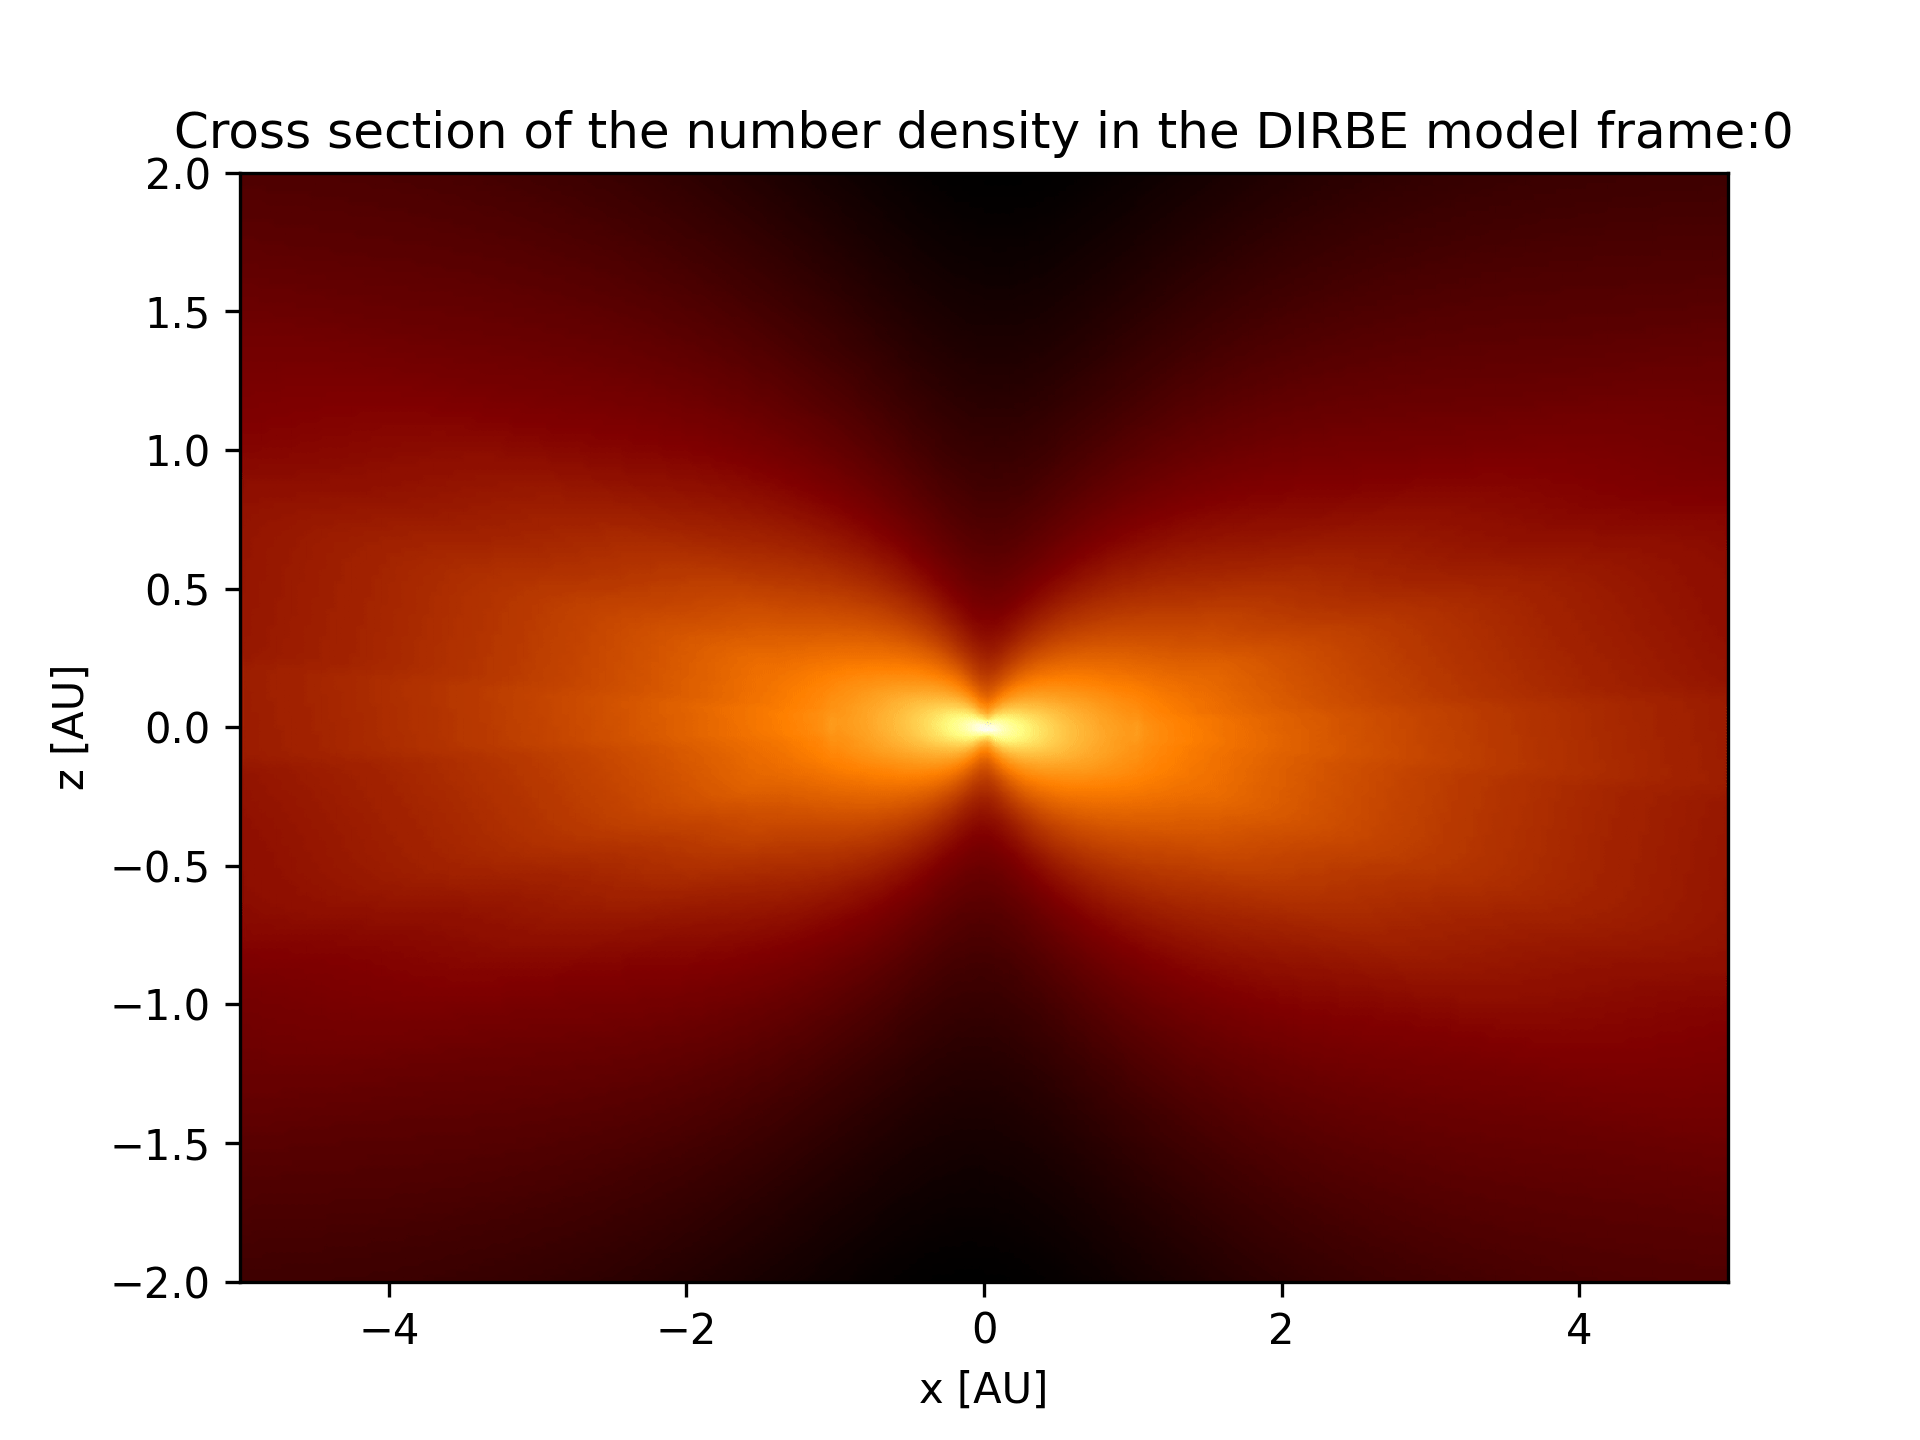 Cross section of the number density in the DIRBE model frame:0
2.0
1.5
1.0
0.5
0.0
−0.5
−1.0
−1.5
−2.0
z [AU]
−4 −2 0 2 4
x [AU]